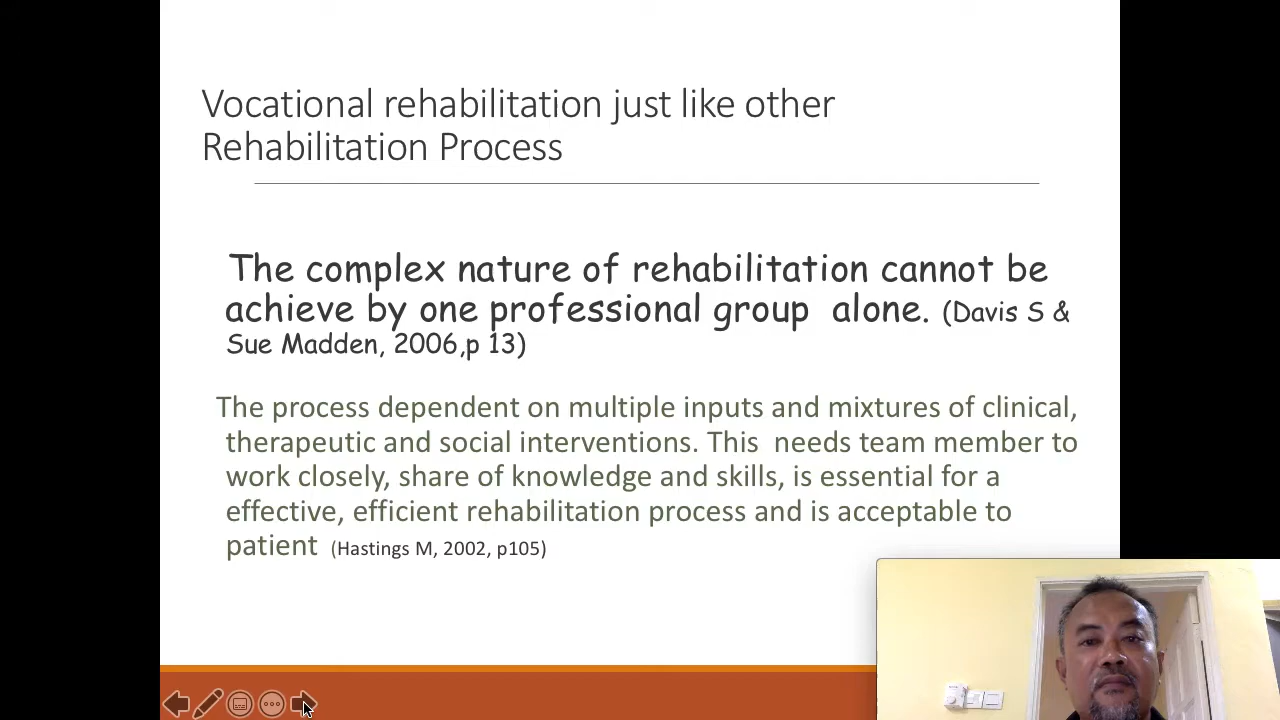 Vocational rehabilitation just like other
Rehabilitation Process
The complex nature of rehabilitation cannot be
achieve by one professional group alone. (Davis S &
Sue Madden, 2006,p 13)
The process dependent on multiple inputs and mixtures of clinical,
therapeutic and social interventions. This needs team member to
work closely, share of knowledge and skills, is essential for a
effective, efficient rehabilitation process and is acceptable to
patient (Hastings M, 2002, p105)